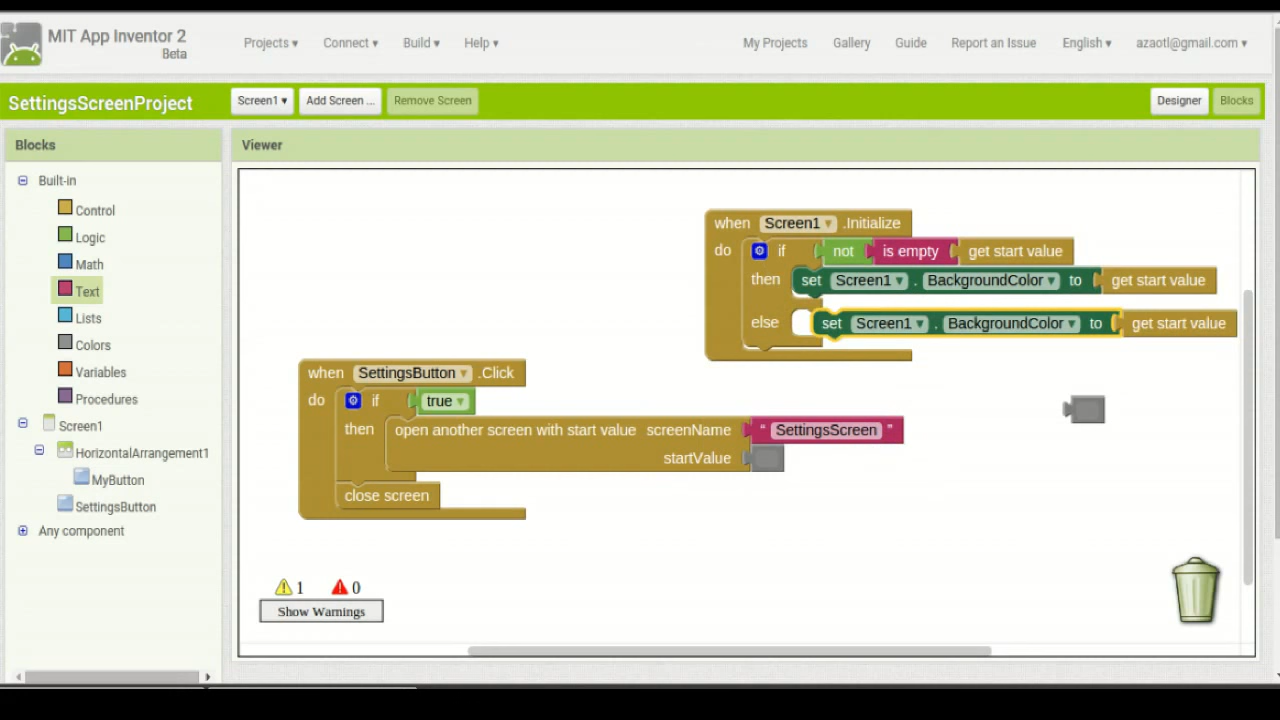 MIT App Inventor 2
Beta
Projects ▾ Connect ▾ Build ▾ Help ▾ My Projects Gallery Guide Report an Issue English ▾ azaotl@gmail.com ▾
SettingsScreenProject Screen1 ▾ Add Screen ... Remove Screen Designer Blocks
Blocks
Built-in
Control
Logic
Math
Text
Lists
Colors
Variables
Procedures
Screen1
HorizontalArrangement1
MyButton
SettingsButton
Any component
Viewer
when Screen1 ▾ .Initialize
do if not is empty get start value
then set Screen1 ▾ . BackgroundColor ▾ to get start value
else set Screen1 ▾ . BackgroundColor ▾ to get start value
when SettingsButton ▾ .Click
do if true ▾
then open another screen with start value screenName “ SettingsScreen ”
startValue
close screen
1 0
Show Warnings